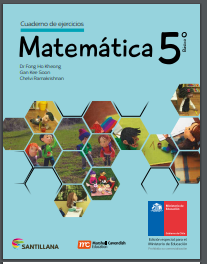 Cuaderno de ejercicios
Matemática 5°
Básico
Dr Fong Ho Kheong
Gan Kee Soon
Chelvi Ramakrishnan
Ministerio de
Educación
Gobierno de Chile
SANTILLANA
mc
Marshall Cavendish
Education
Edición especial para el
Ministerio de Educación